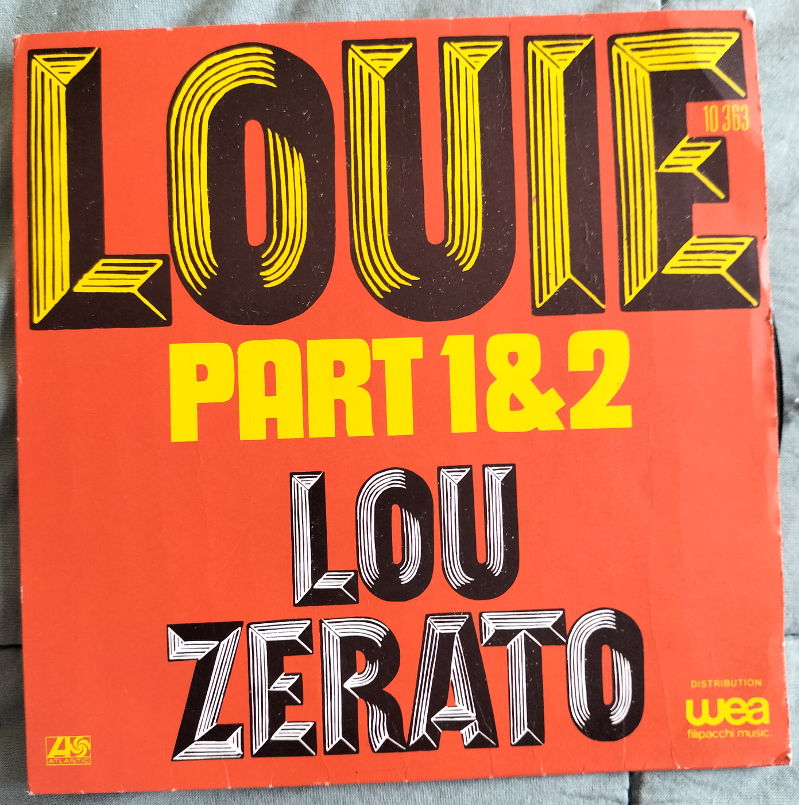 LOUIE
10 363
PART 1&2
LOU
ZERATO
DISTRIBUTION
wea
filipacchi music
ATLANTIC